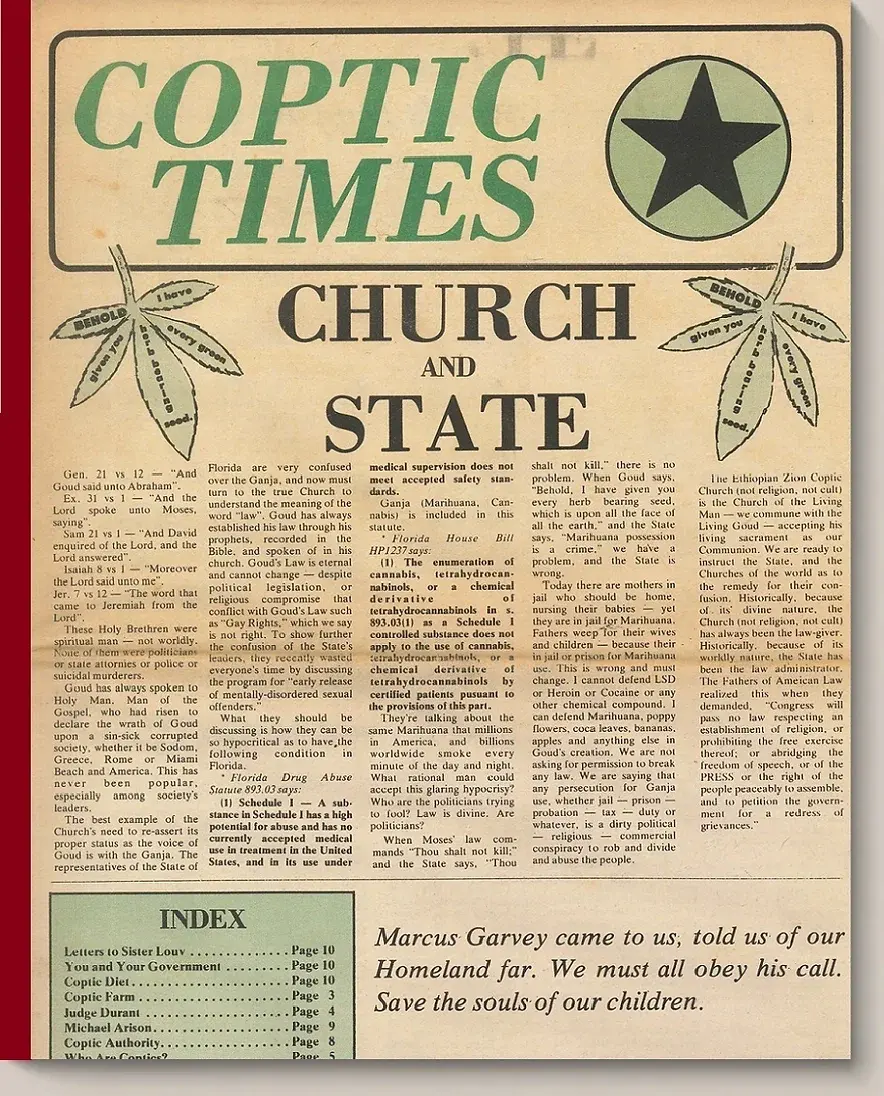 COPTIC
TIMES
BEHOLD
I have
given you
every green
herb bearing
seed.
CHURCH
AND
STATE
BEHOLD
I have
given you
every green
herb bearing
seed.
Gen. 21 vs 12 — "And
Goud said unto Abraham".
Ex. 31 vs 1 — "And the
Lord spoke unto Moses,
saying".
Sam 21 vs 1 — "And David
enquired of the Lord, and the
Lord answered".
Isaiah 8 vs 1 — "Moreover
the Lord said unto me".
Jer. 7 vs 12 — "The word that
came to Jeremiah from the
Lord".
These Holy Brethren were
spiritual man — not worldly.
None of them were politicians
or state attorties or police or
suicidal murderers.
Goud has always spoken to
Holy Man, Man of the
Gospel, who had risen to
declare the wrath of Goud
upon a sin-sick corrupted
society, whether it be Sodom,
Greece, Rome or Miami
Beach and America. This has
never been popular,
especially among society's
leaders.
The best example of the
Church's need to re-assert its
proper status as the voice of
Goud is with the Ganja. The
representatives of the State of
Florida are very confused
over the Ganja, and now must
turn to the true Church to
understand the meaning of the
word "law". Goud has always
established his law through his
prophets, recorded in the
Bible, and spoken of in his
church. Goud's Law is eternal
and cannot change — despite
political legislation, or
religious compromise that
conflict with Goud's Law such
as "Gay Rights," which we say
is not right. To show further
the confusion of the State's
leaders, they recently wasted
everyone's time by discussing
the program for "early release
of mentally-disordered sexual
offenders."
What they should be
discussing is how they can be
so hypocritical as to have the
following condition in
Florida.
* Florida Drug Abuse
Statute 893.03 says:
(1) Schedule I — A sub-
stance in Schedule I has a high
potential for abuse and has no
currently accepted medical
use in treatment in the United
States, and in its use under
medical supervision does not
meet accepted safety stan-
dards.
Ganja (Marihuana, Can-
nabis) is included in this
statute.
* Florida House Bill
HP1237 says:
(1) The enumeration of
cannabis, tetrahydrocan-
nabinols, or a chemical
derivative of
tetrahydrocannabinols in s.
893.03(1) as a Schedule I
controlled substance does not
apply to the use of cannabis,
tetrahydrocannabinols, or a
chemical derivative of
tetrahydrocannabinols by
certified patients pusuant to
the provisions of this part.
They're talking about the
same Marihuana that millions
in America, and billions
worldwide smoke every
minute of the day and night.
What rational man could
accept this glaring hypocrisy?
Who are the politicians trying
to fool? Law is divine. Are
politicians?
When Moses' law com-
mands "Thou shalt not kill;"
and the State says, "Thou
shalt not kill," there is no
problem. When Goud says,
"Behold, I have given you
every herb bearing seed,
which is upon all the face of
all the earth," and the State
says, "Marihuana possession
is a crime," we have a
problem, and the State is
wrong.
Today there are mothers in
jail who should be home,
nursing their babies — yet
they are in jail for Marihuana.
Fathers weep for their wives
and children — because their
in jail or prison for Marihuana
use. This is wrong and must
change. I cannot defend LSD
or Heroin or Cocaine or any
other chemical compound. I
can defend Marihuana, poppy
flowers, coca leaves, bananas,
apples and anything else in
Goud's creation. We are not
asking for permission to break
any law. We are saying that
any persecution for Ganja
use, whether jail — prison —
probation — tax — duty or
whatever, is a dirty political
— religious — commercial
conspiracy to rob and divide
and abuse the people.
The Ethiopian Zion Coptic
Church (not religion, not cult)
is the Church of the Living
Man — we commune with the
Living Goud — accepting his
living sacrament as our
Communion. We are ready to
instruct the State, and the
Churches of the world as to
the remedy for their con-
fusion. Historically, because
of its' divine nature, the
Church (not religion, not cult)
has always been the law-giver.
Historically, because of its
worldly nature, the State has
been the law administrator.
The Fathers of American Law
realized this when they
demanded, "Congress will
pass no law respecting an
establishment of religion, or
prohibiting the free exercise
thereof; or abridging the
freedom of speech, or of the
PRESS or the right of the
people peaceably to assemble,
and to petition the govern-
ment for a redress of
grievances."
INDEX
Letters to Sister Louv . . . . . . . . . . . . . . Page 10
You and Your Government . . . . . . . . . Page 10
Coptic Diet . . . . . . . . . . . . . . . . . . . . . . Page 10
Coptic Farm . . . . . . . . . . . . . . . . . . . . . Page 3
Judge Durant . . . . . . . . . . . . . . . . . . . . Page 4
Michael Arison . . . . . . . . . . . . . . . . . . . Page 9
Coptic Authority . . . . . . . . . . . . . . . . . . Page 8
Who Are Coptics? . . . . . . . . . . . . . . . . . Page 5
Marcus Garvey came to us, told us of our
Homeland far. We must all obey his call.
Save the souls of our children.